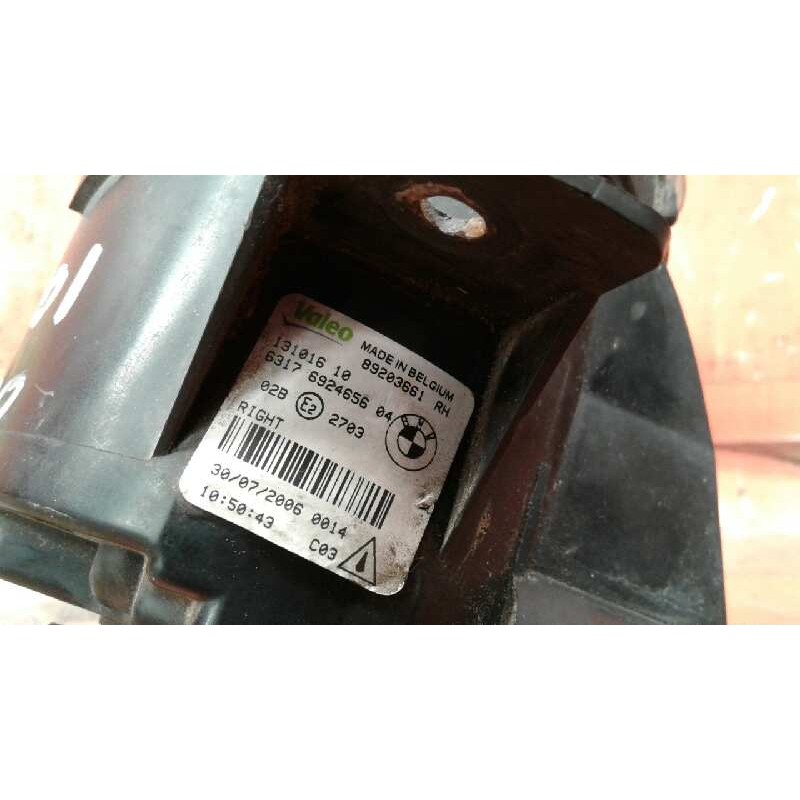 Valeo
MADE IN BELGIUM
131016 10
89203661 RH
6317 6924656 04
BMW
02B E2 2703
RIGHT
30/07/2006 0014
10:50:43
C03